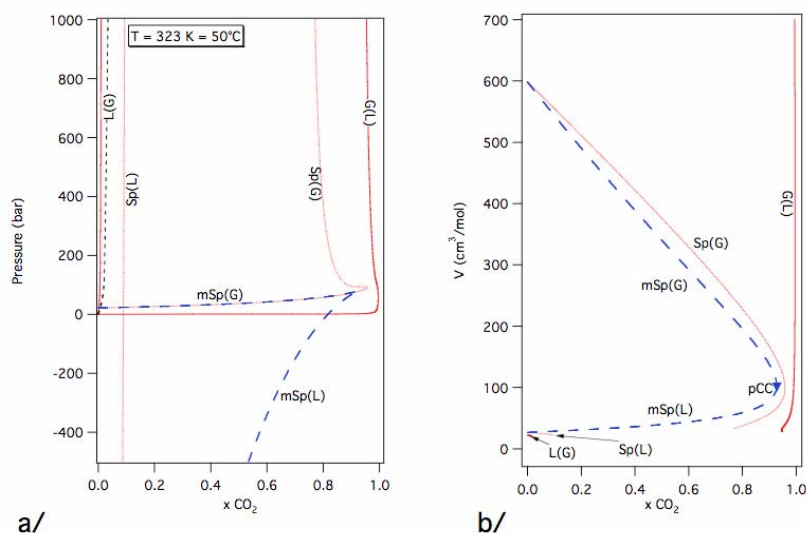 T = 323 K = 50°C
1000
800
600
400
200
0
-200
-400
Pressure (bar)
L(G)
Sp(L)
Sp(G)
G(L)
mSp(G)
mSp(L)
0.0 0.2 0.4 0.6 0.8 1.0
x CO₂
a/
700
600
500
400
300
200
100
0
V (cm³/mol)
G(L)
Sp(G)
mSp(G)
pCC
mSp(L)
L(G)
Sp(L)
0.0 0.2 0.4 0.6 0.8 1.0
x CO₂
b/